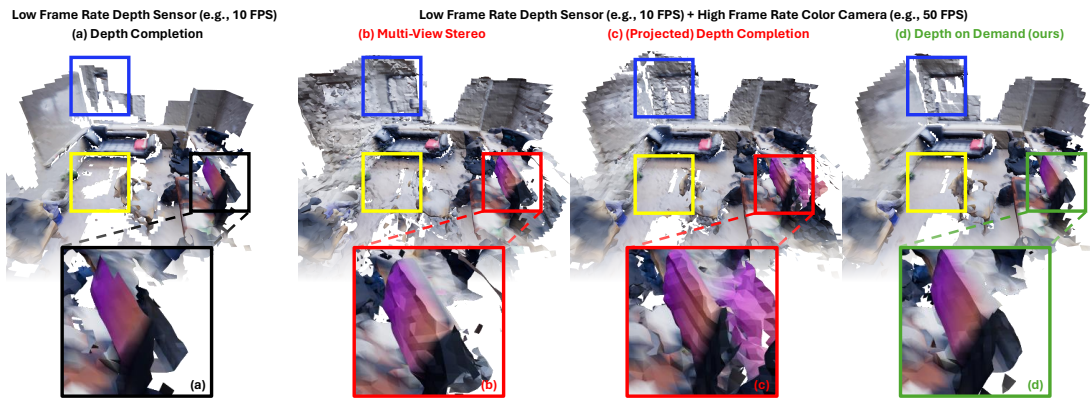 Low Frame Rate Depth Sensor (e.g., 10 FPS)
(a) Depth Completion
Low Frame Rate Depth Sensor (e.g., 10 FPS) + High Frame Rate Color Camera (e.g., 50 FPS)
(b) Multi-View Stereo
(c) (Projected) Depth Completion
(d) Depth on Demand (ours)
(a)
(b)
(c)
(d)